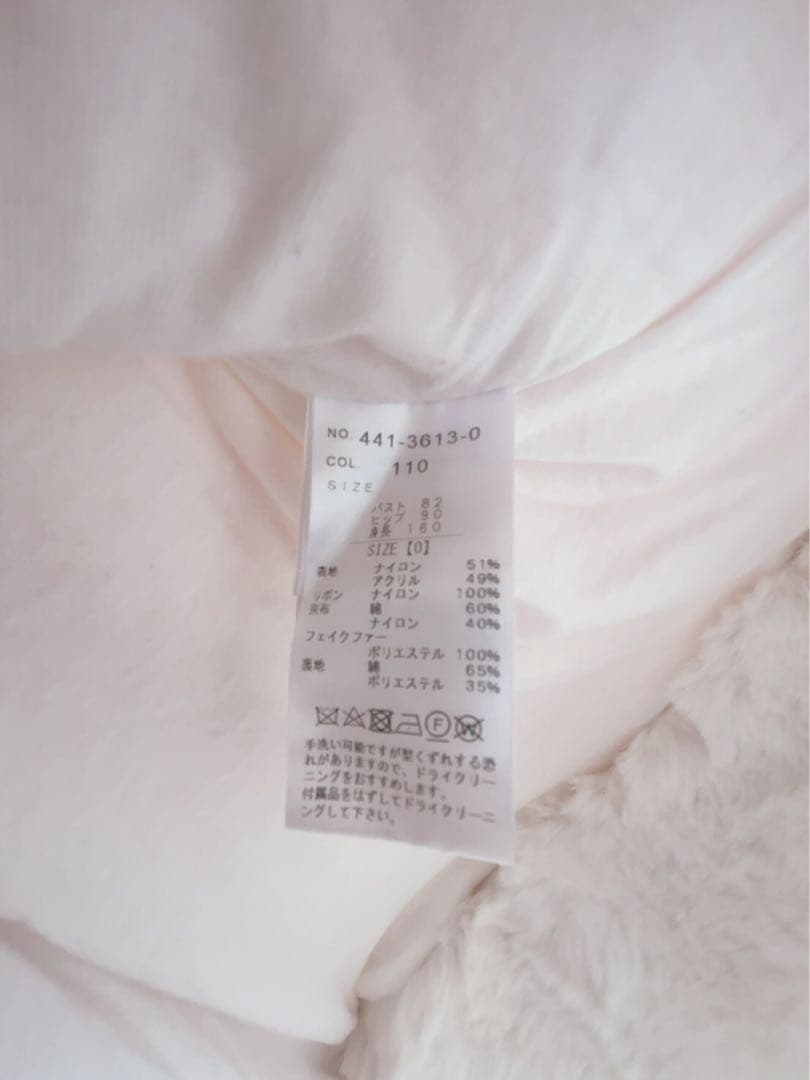 NO. 441-3613-0
COL. 110
SIZE
バスト 82
ヒップ 90
身長 160
SIZE【0】
表地 ナイロン 51%
アクリル 49%
リボン ナイロン 100%
別布 綿 60%
ナイロン 40%
フェイクファー
ポリエステル 100%
裏地 綿 65%
ポリエステル 35%
F W
手洗い可能ですが型くずれする恐
れがありますので、ドライクリー
ニングをおすすめします。
付属品をはずしてドライクリーニ
ングして下さい。